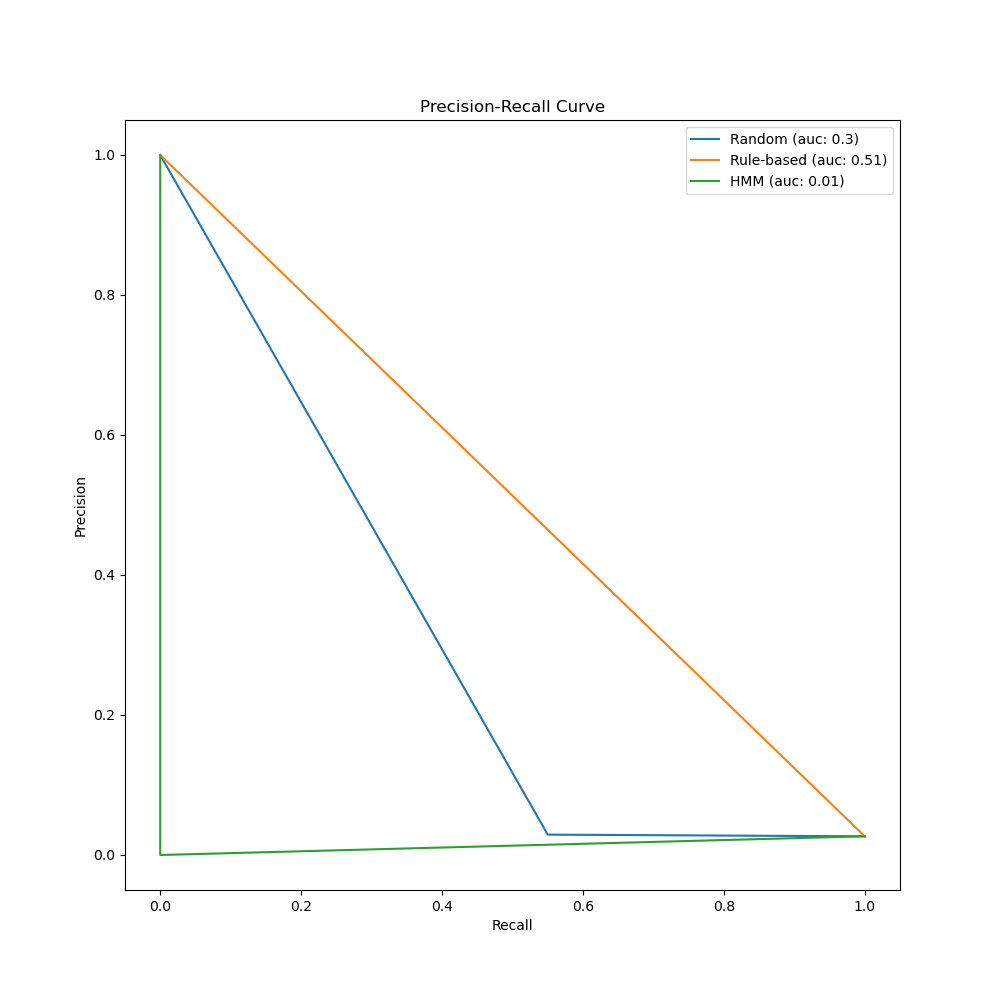 Precision-Recall Curve
Random (auc: 0.3)
Rule-based (auc: 0.51)
HMM (auc: 0.01)
1.0
0.8
0.6
0.4
0.2
0.0
Precision
0.0 0.2 0.4 0.6 0.8 1.0
Recall